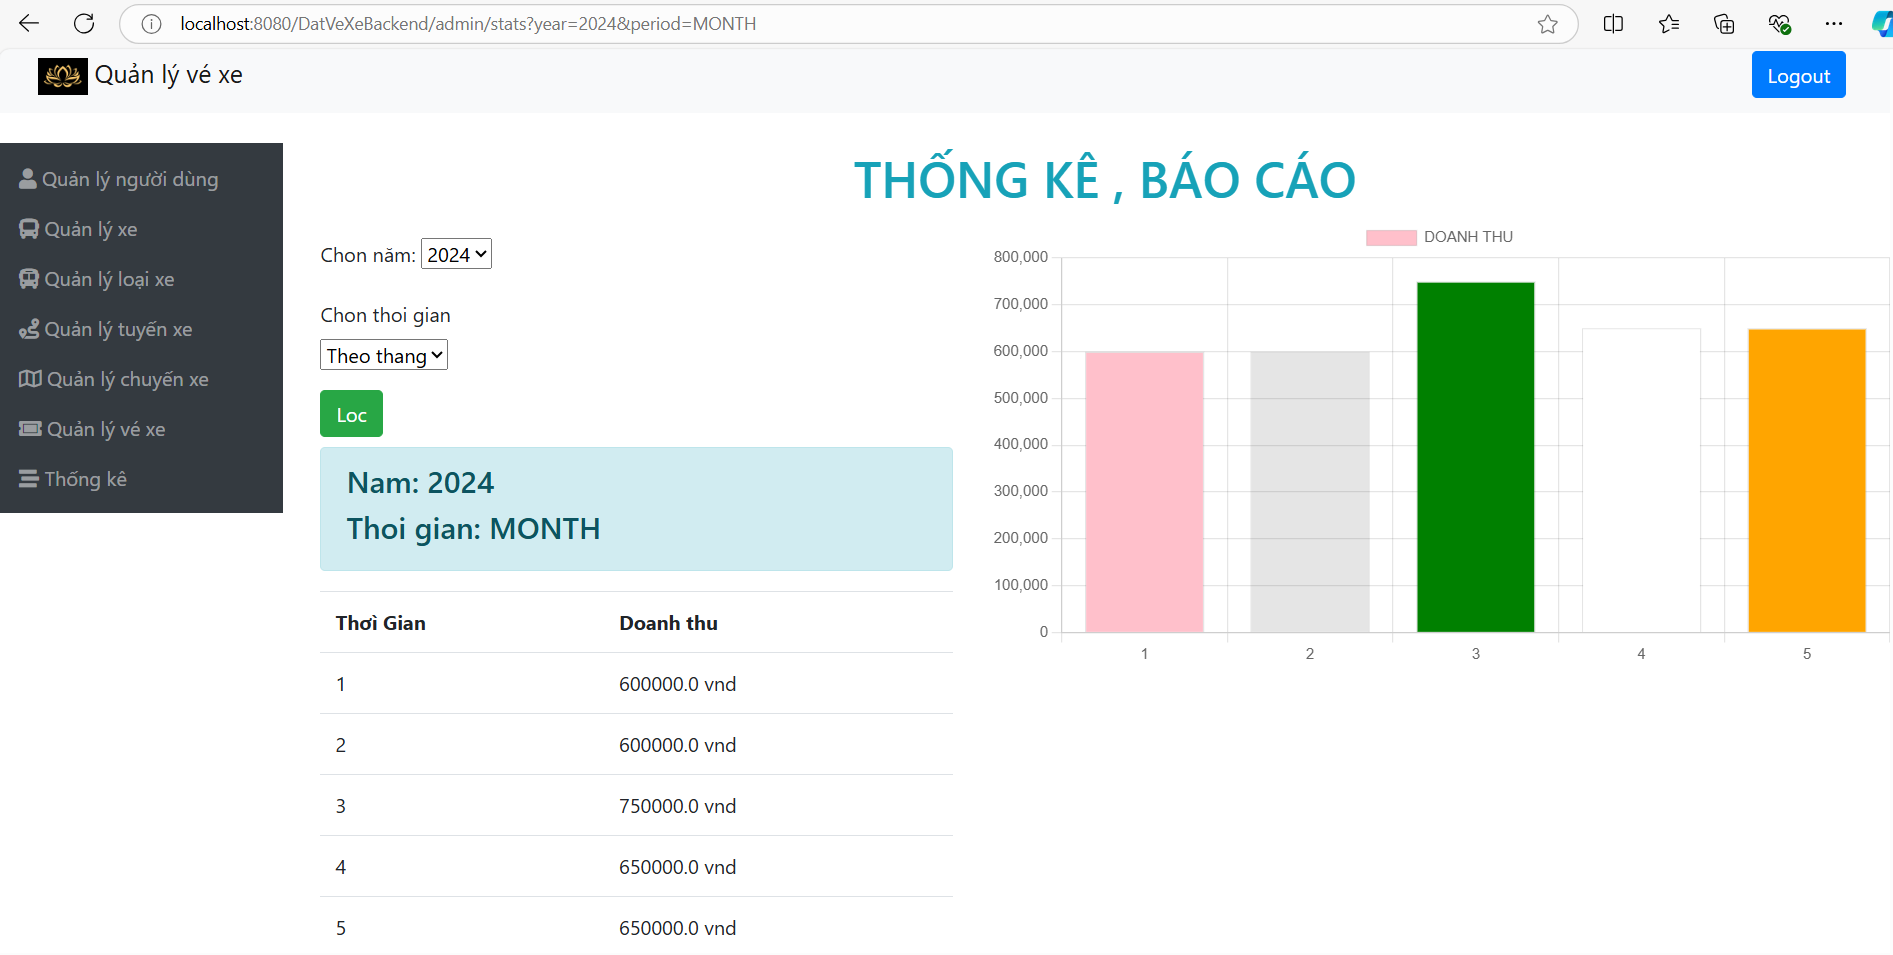 localhost:8080/DatVeXeBackend/admin/stats?year=2024&period=MONTH
Quản lý vé xe
Logout
Quản lý người dùng
Quản lý xe
Quản lý loại xe
Quản lý tuyến xe
Quản lý chuyến xe
Quản lý vé xe
Thống kê
THỐNG KÊ , BÁO CÁO
Chon năm: 2024
Chon thoi gian
Theo thang
Loc
Nam: 2024
Thoi gian: MONTH
Thời Gian Doanh thu
1 600000.0 vnd
2 600000.0 vnd
3 750000.0 vnd
4 650000.0 vnd
5 650000.0 vnd
DOANH THU
800,000
700,000
600,000
500,000
400,000
300,000
200,000
100,000
0
1 2 3 4 5